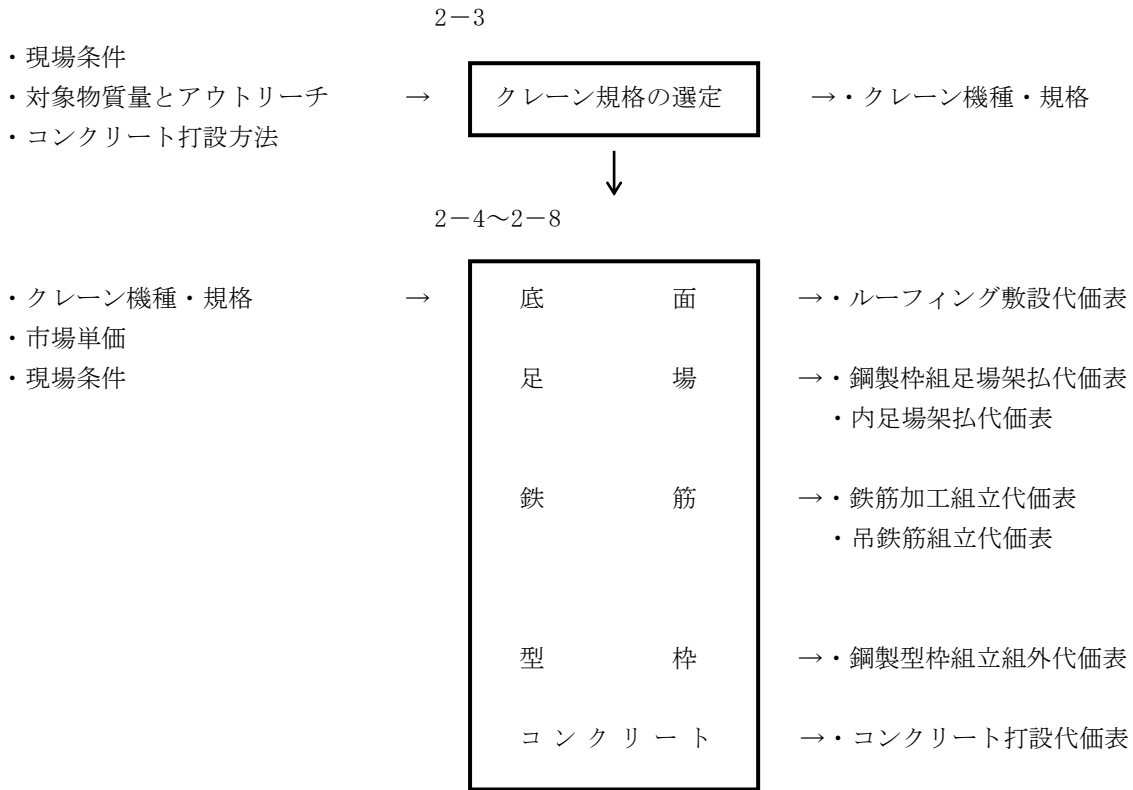 2-3
・現場条件
・対象物質量とアウトリーチ → クレーン規格の選定 →・クレーン機種・規格
・コンクリート打設方法
↓
2-4~2-8
・クレーン機種・規格 → 底 面 →・ルーフィング敷設代価表
・市場単価
・現場条件 足 場 →・鋼製枠組足場架払代価表
・内足場架払代価表
鉄 筋 →・鉄筋加工組立代価表
・吊鉄筋組立代価表
型 枠 →・鋼製型枠組立組外代価表
コンクリート →・コンクリート打設代価表